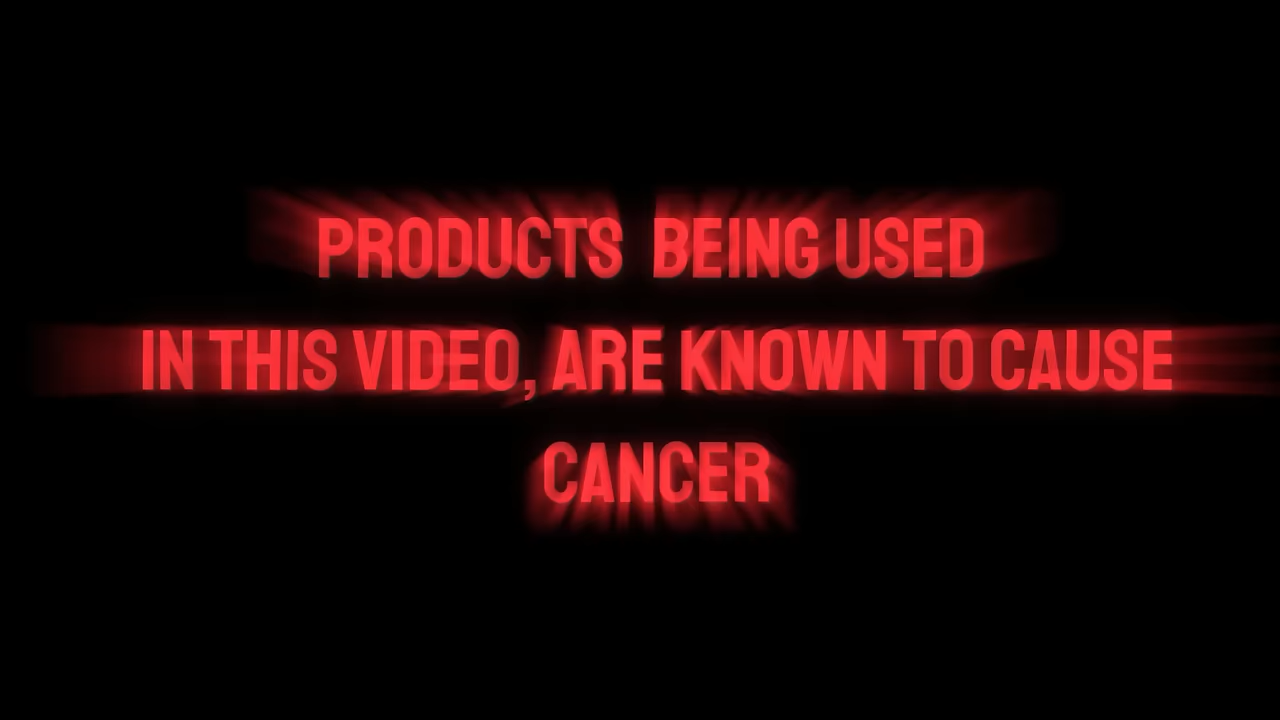 PRODUCTS BEING USED
IN THIS VIDEO, ARE KNOWN TO CAUSE
CANCER